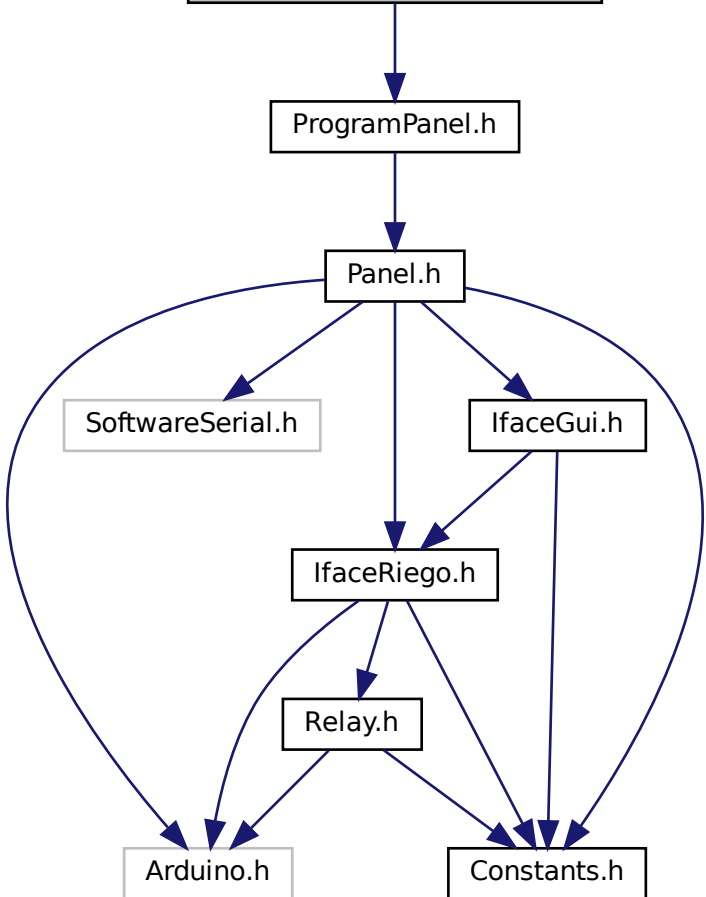 ProgramPanel.h
Panel.h
SoftwareSerial.h
IfaceGui.h
IfaceRiego.h
Relay.h
Arduino.h
Constants.h